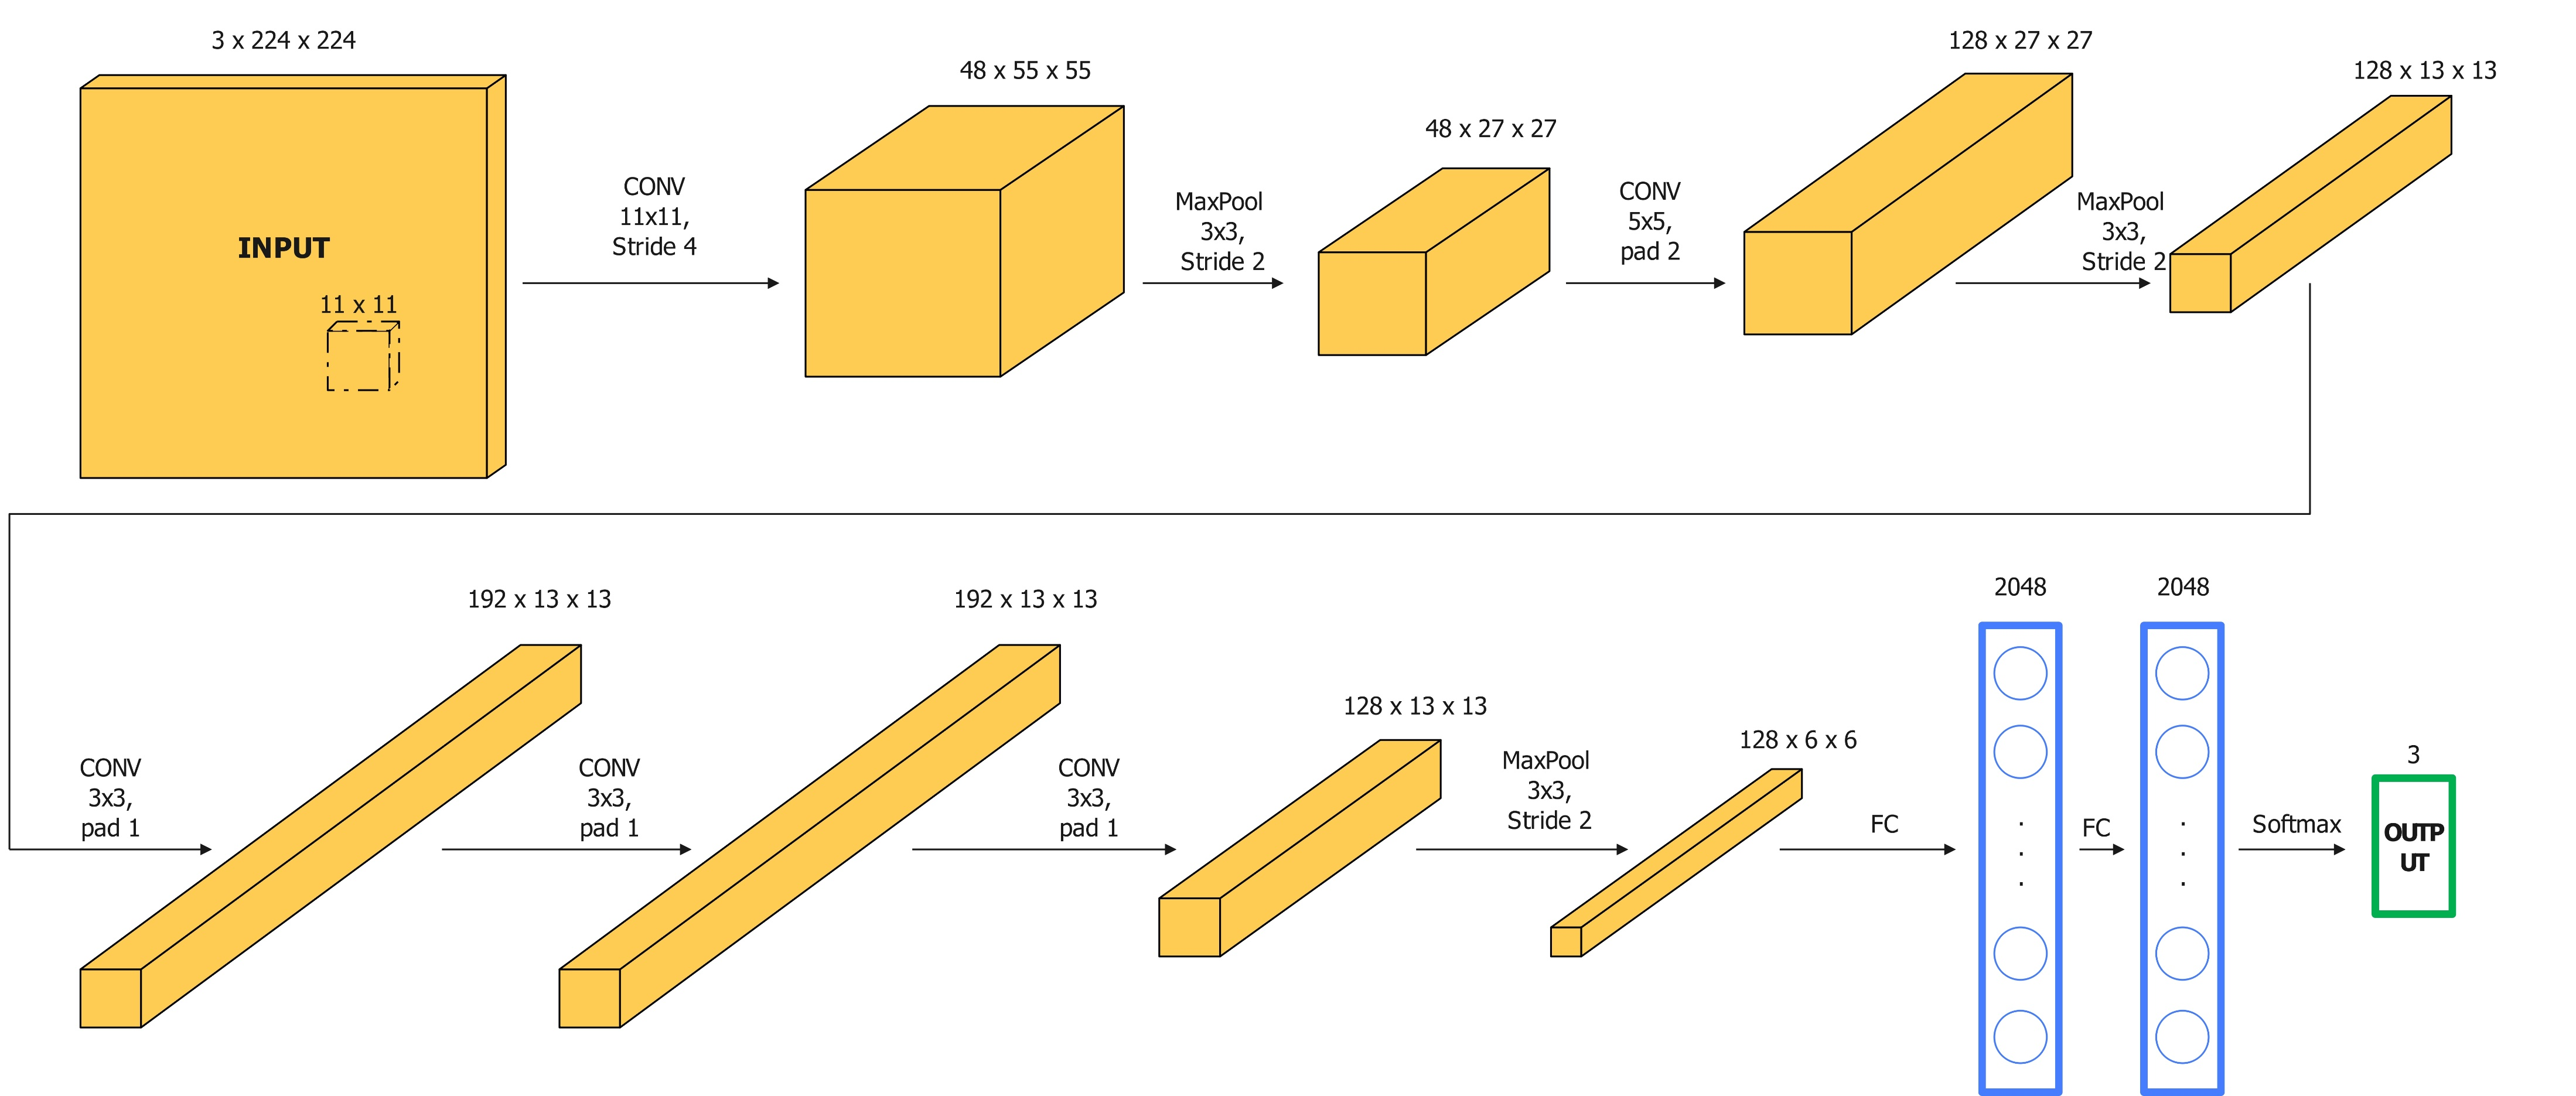 3 x 224 x 224
INPUT
11 x 11
CONV
11x11,
Stride 4
48 x 55 x 55
MaxPool
3x3,
Stride 2
48 x 27 x 27
CONV
5x5,
pad 2
128 x 27 x 27
MaxPool
3x3,
Stride 2
128 x 13 x 13
CONV
3x3,
pad 1
192 x 13 x 13
CONV
3x3,
pad 1
192 x 13 x 13
CONV
3x3,
pad 1
128 x 13 x 13
MaxPool
3x3,
Stride 2
128 x 6 x 6
FC
2048
FC
2048
Softmax
3
OUTP
UT